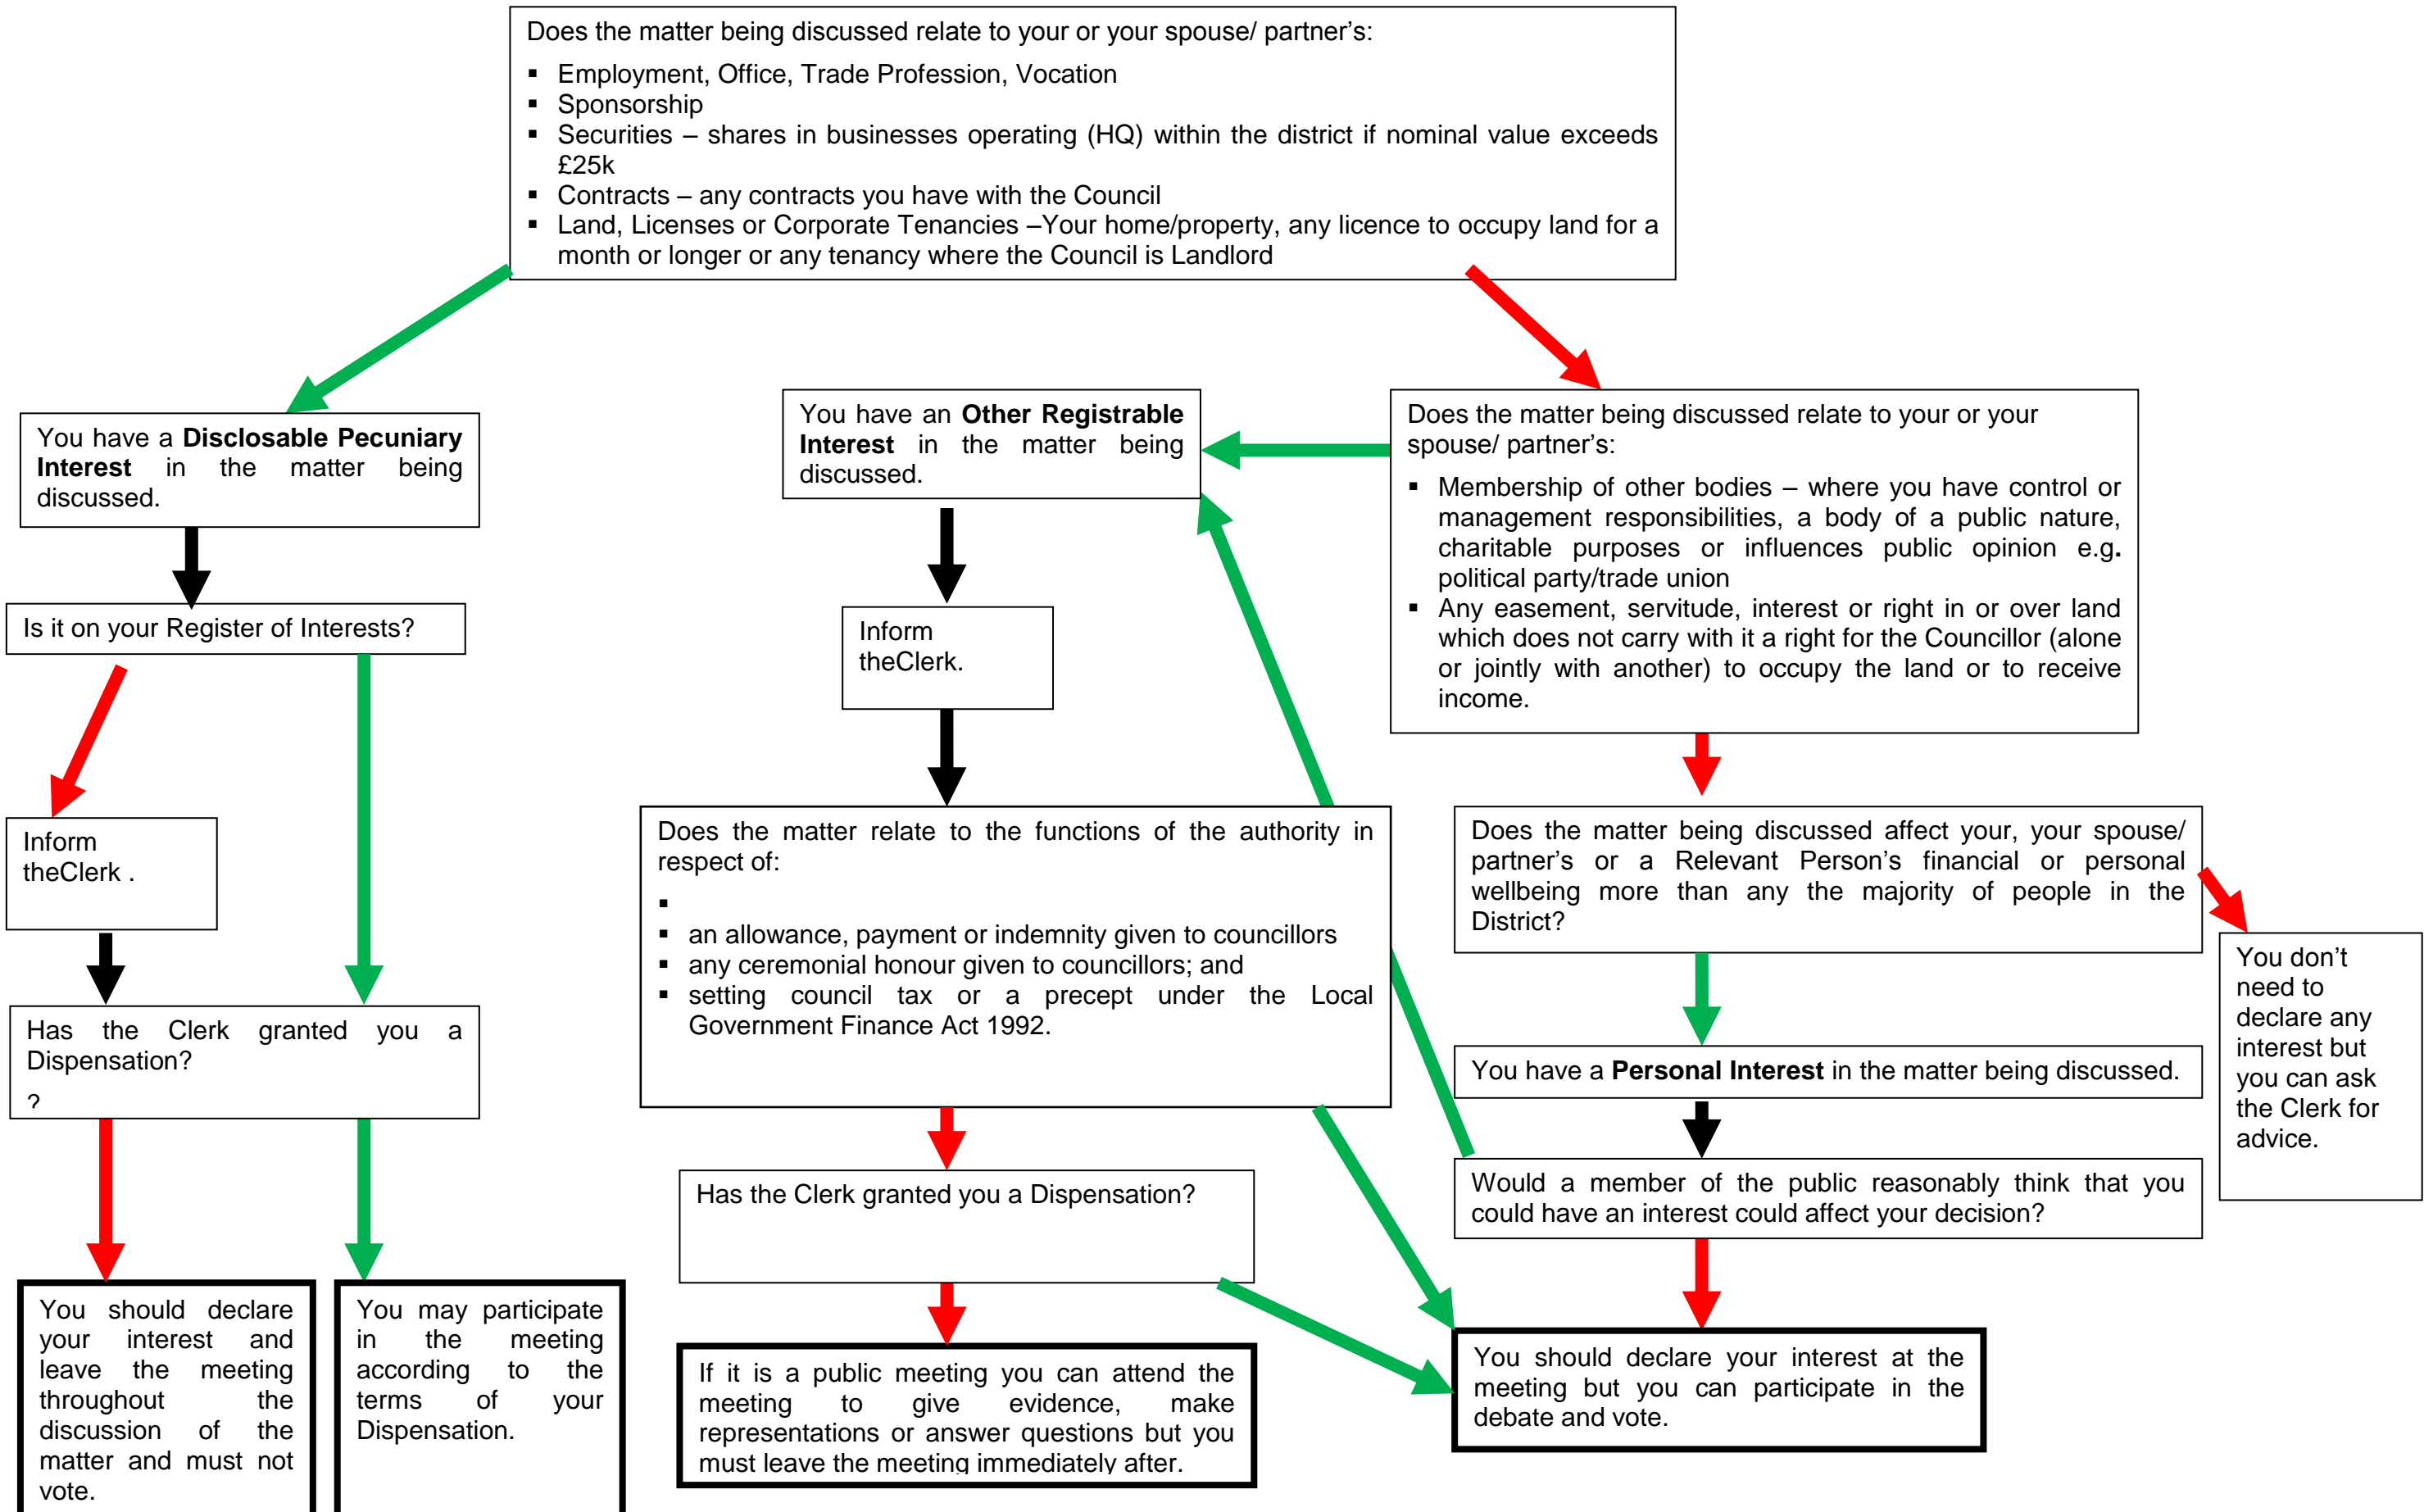 Does the matter being discussed relate to your or your spouse/ partner’s:
▪ Employment, Office, Trade Profession, Vocation
▪ Sponsorship
▪ Securities – shares in businesses operating (HQ) within the district if nominal value exceeds
£25k
▪ Contracts – any contracts you have with the Council
▪ Land, Licenses or Corporate Tenancies –Your home/property, any licence to occupy land for a
month or longer or any tenancy where the Council is Landlord
You have a Disclosable Pecuniary
Interest in the matter being
discussed.
Is it on your Register of Interests?
Inform
theClerk .
Has the Clerk granted you a
Dispensation?
?
You should declare
your interest and
leave the meeting
throughout the
discussion of the
matter and must not
vote.
You may participate
in the meeting
according to the
terms of your
Dispensation.
You have an Other Registrable
Interest in the matter being
discussed.
Inform
theClerk.
Does the matter relate to the functions of the authority in
respect of:
▪
▪ an allowance, payment or indemnity given to councillors
▪ any ceremonial honour given to councillors; and
▪ setting council tax or a precept under the Local
Government Finance Act 1992.
Has the Clerk granted you a Dispensation?
If it is a public meeting you can attend the
meeting to give evidence, make
representations or answer questions but you
must leave the meeting immediately after.
Does the matter being discussed relate to your or your
spouse/ partner’s:
▪ Membership of other bodies – where you have control or
management responsibilities, a body of a public nature,
charitable purposes or influences public opinion e.g.
political party/trade union
▪ Any easement, servitude, interest or right in or over land
which does not carry with it a right for the Councillor (alone
or jointly with another) to occupy the land or to receive
income.
Does the matter being discussed affect your, your spouse/
partner’s or a Relevant Person’s financial or personal
wellbeing more than any the majority of people in the
District?
You don’t
need to
declare any
interest but
you can ask
the Clerk for
advice.
You have a Personal Interest in the matter being discussed.
Would a member of the public reasonably think that you
could have an interest could affect your decision?
You should declare your interest at the
meeting but you can participate in the
debate and vote.